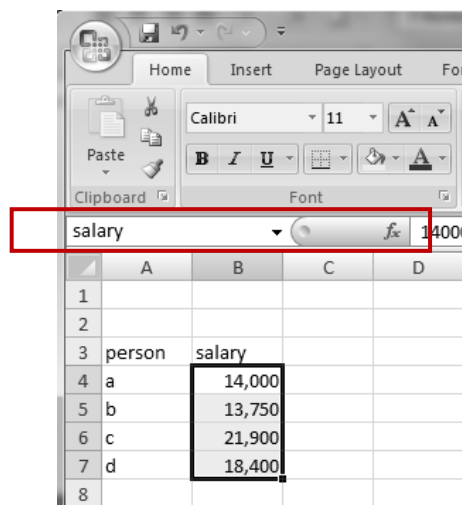 Home Insert Page Layout Fo
Calibri 11 A A
Paste B I U A
Clipboard Font
salary fx 1400
A B C D
1
2
3 person salary
4 a 14,000
5 b 13,750
6 c 21,900
7 d 18,400
8